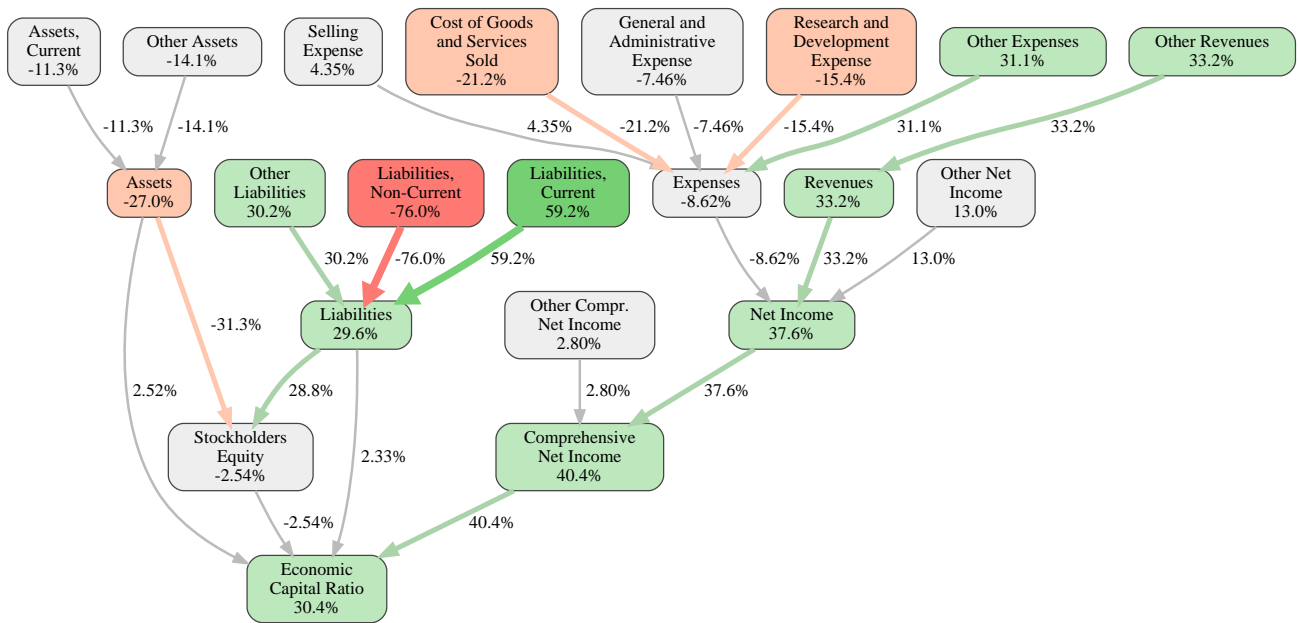 Assets,
Current
-11.3%
Other Assets
-14.1%
Selling
Expense
4.35%
Cost of Goods
and Services
Sold
-21.2%
General and
Administrative
Expense
-7.46%
Research and
Development
Expense
-15.4%
Other Expenses
31.1%
Other Revenues
33.2%
-11.3%
-14.1%
4.35%
-21.2%
-7.46%
-15.4%
31.1%
33.2%
Assets
-27.0%
Other
Liabilities
30.2%
Liabilities,
Non-Current
-76.0%
Liabilities,
Current
59.2%
Expenses
-8.62%
Revenues
33.2%
Other Net
Income
13.0%
30.2%
-76.0%
59.2%
-8.62%
33.2%
13.0%
-31.3%
Liabilities
29.6%
Other Compr.
Net Income
2.80%
Net Income
37.6%
2.52%
28.8%
2.80%
37.6%
Stockholders
Equity
-2.54%
2.33%
Comprehensive
Net Income
40.4%
-2.54%
40.4%
Economic
Capital Ratio
30.4%